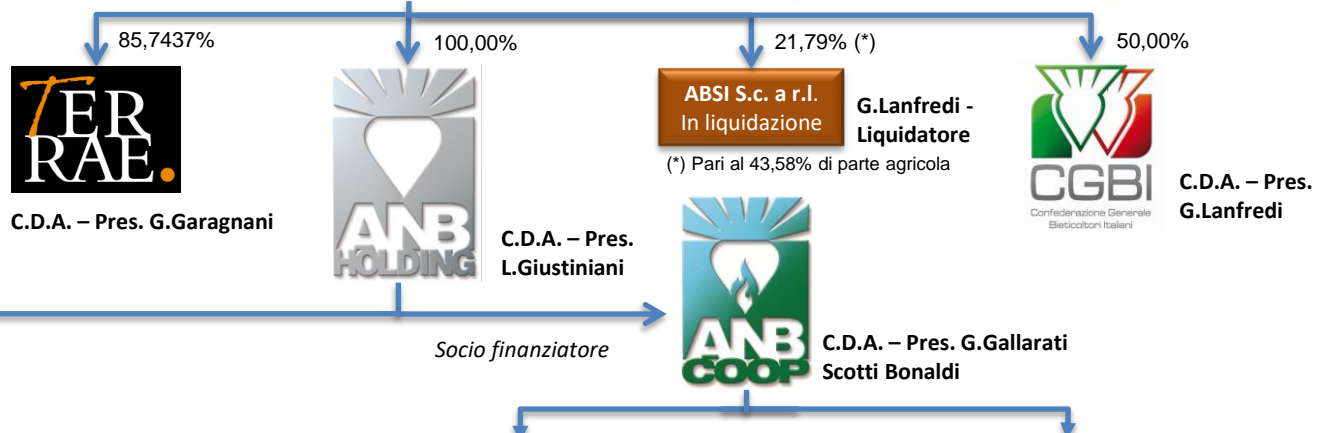 85,7437%
100,00%
21,79% (*)
50,00%
TER
RAE.
ABSI S.c. a r.l.
In liquidazione
G.Lanfredi -
Liquidatore
(*) Pari al 43,58% di parte agricola
CGBI
Confederazione Generale
Bieticoltori Italiani
C.D.A. – Pres.
G.Lanfredi
C.D.A. – Pres. G.Garagnani
ANB
HOLDING
C.D.A. – Pres.
L.Giustiniani
Socio finanziatore
ANB
COOP
C.D.A. – Pres. G.Gallarati
Scotti Bonaldi